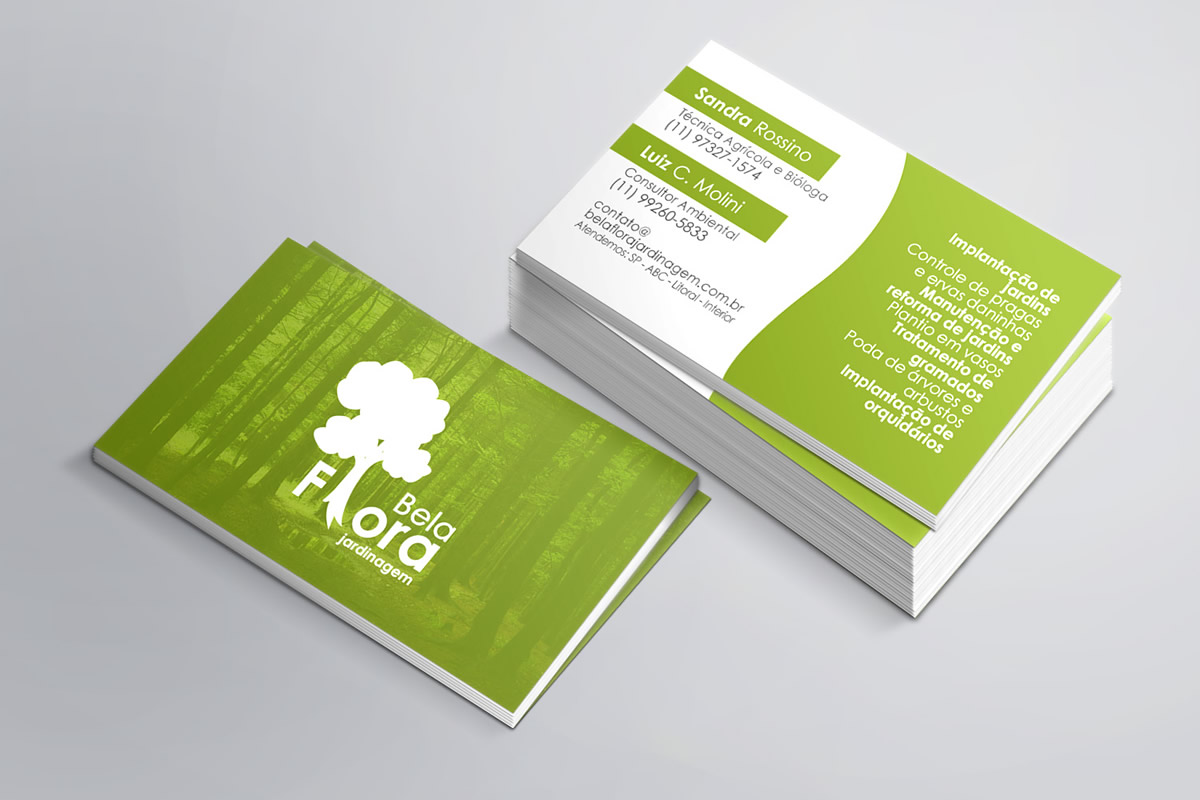 Bela
Flora
jardinagem
Sandra Rossino
Técnica Agrícola e Bióloga
(11) 97327-1574
Luiz C. Molini
Consultor Ambiental
(11) 99260-5833
contato@
belaflorajardinagem.com.br
Atendemos: SP - ABC - Litoral - Interior
Implantação de
jardins
Controle de pragas
e ervas daninhas
Manutenção e
reforma de jardins
Plantio em vasos
Tratamento de
gramados
Poda de árvores e
arbustos
Implantação de
orquidários